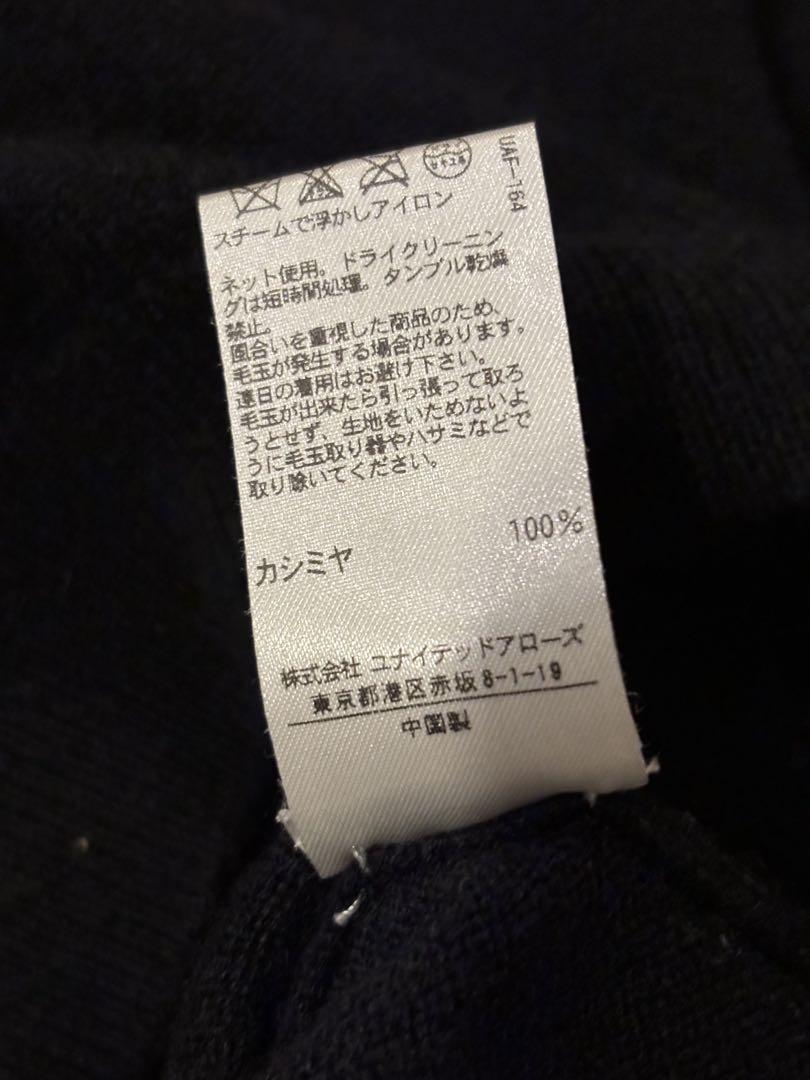 UAF-164
スチームで浮かしアイロン
ネット使用。ドライクリーニン
グは短時間処理。タンブル乾燥
禁止。
風合いを重視した商品のため、
毛玉が発生する場合があります。
連日の着用はお避け下さい。
毛玉が出来たら引っ張って取ろ
うとせず、生地をいためないよ
うに毛玉取り器やハサミなどで
取り除いてください。
カシミヤ 100%
株式会社 ユナイテッドアローズ
東京都港区赤坂8-1-19
中国製